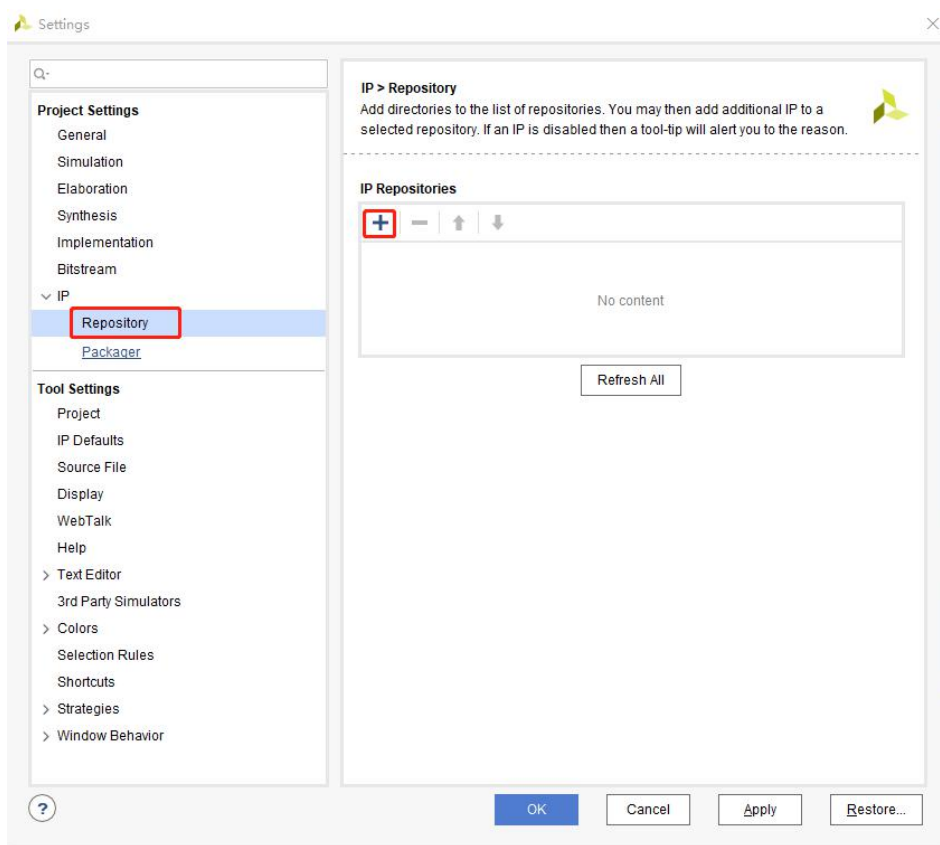 Settings
Q-
Project Settings
General
Simulation
Elaboration
Synthesis
Implementation
Bitstream
IP
Repository
Packager
Tool Settings
Project
IP Defaults
Source File
Display
WebTalk
Help
Text Editor
3rd Party Simulators
Colors
Selection Rules
Shortcuts
Strategies
Window Behavior
IP > Repository
Add directories to the list of repositories. You may then add additional IP to a
selected repository. If an IP is disabled then a tool-tip will alert you to the reason.
IP Repositories
No content
Refresh All
?
OK
Cancel
Apply
Restore...